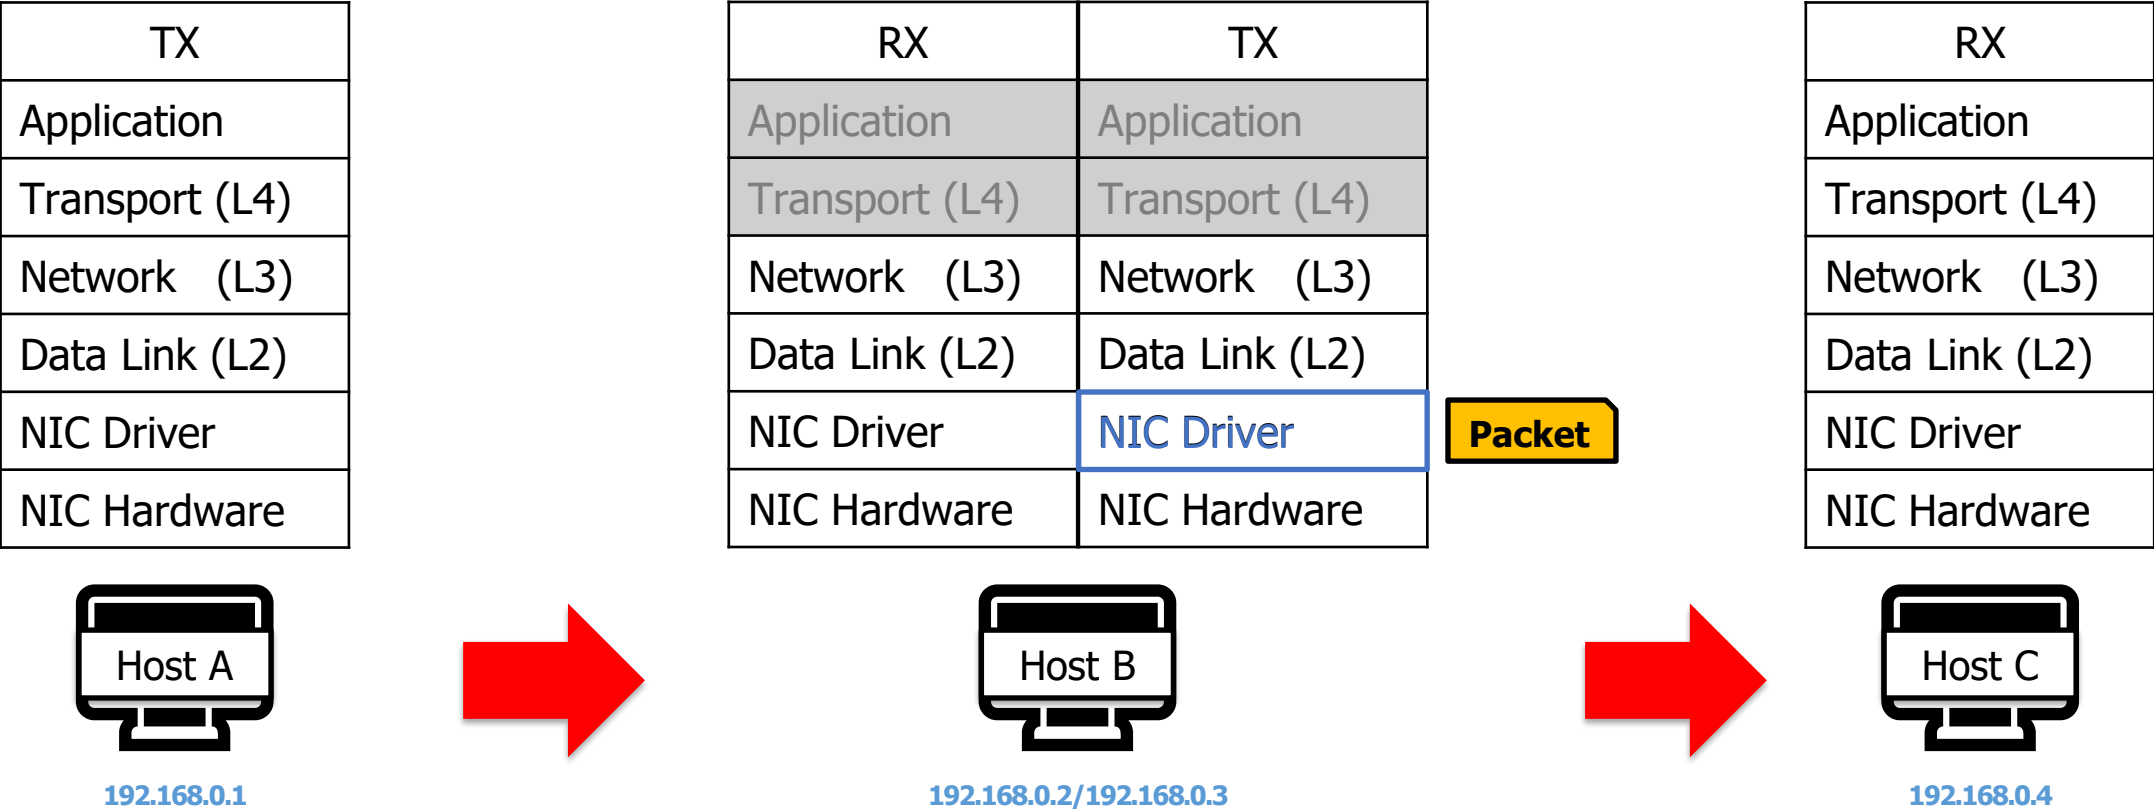 TX
Application
Transport (L4)
Network (L3)
Data Link (L2)
NIC Driver
NIC Hardware
Host A
192.168.0.1
RX TX
Application Application
Transport (L4) Transport (L4)
Network (L3) Network (L3)
Data Link (L2) Data Link (L2)
NIC Driver NIC Driver
NIC Hardware NIC Hardware
Packet
Host B
192.168.0.2/192.168.0.3
RX
Application
Transport (L4)
Network (L3)
Data Link (L2)
NIC Driver
NIC Hardware
Host C
192.168.0.4